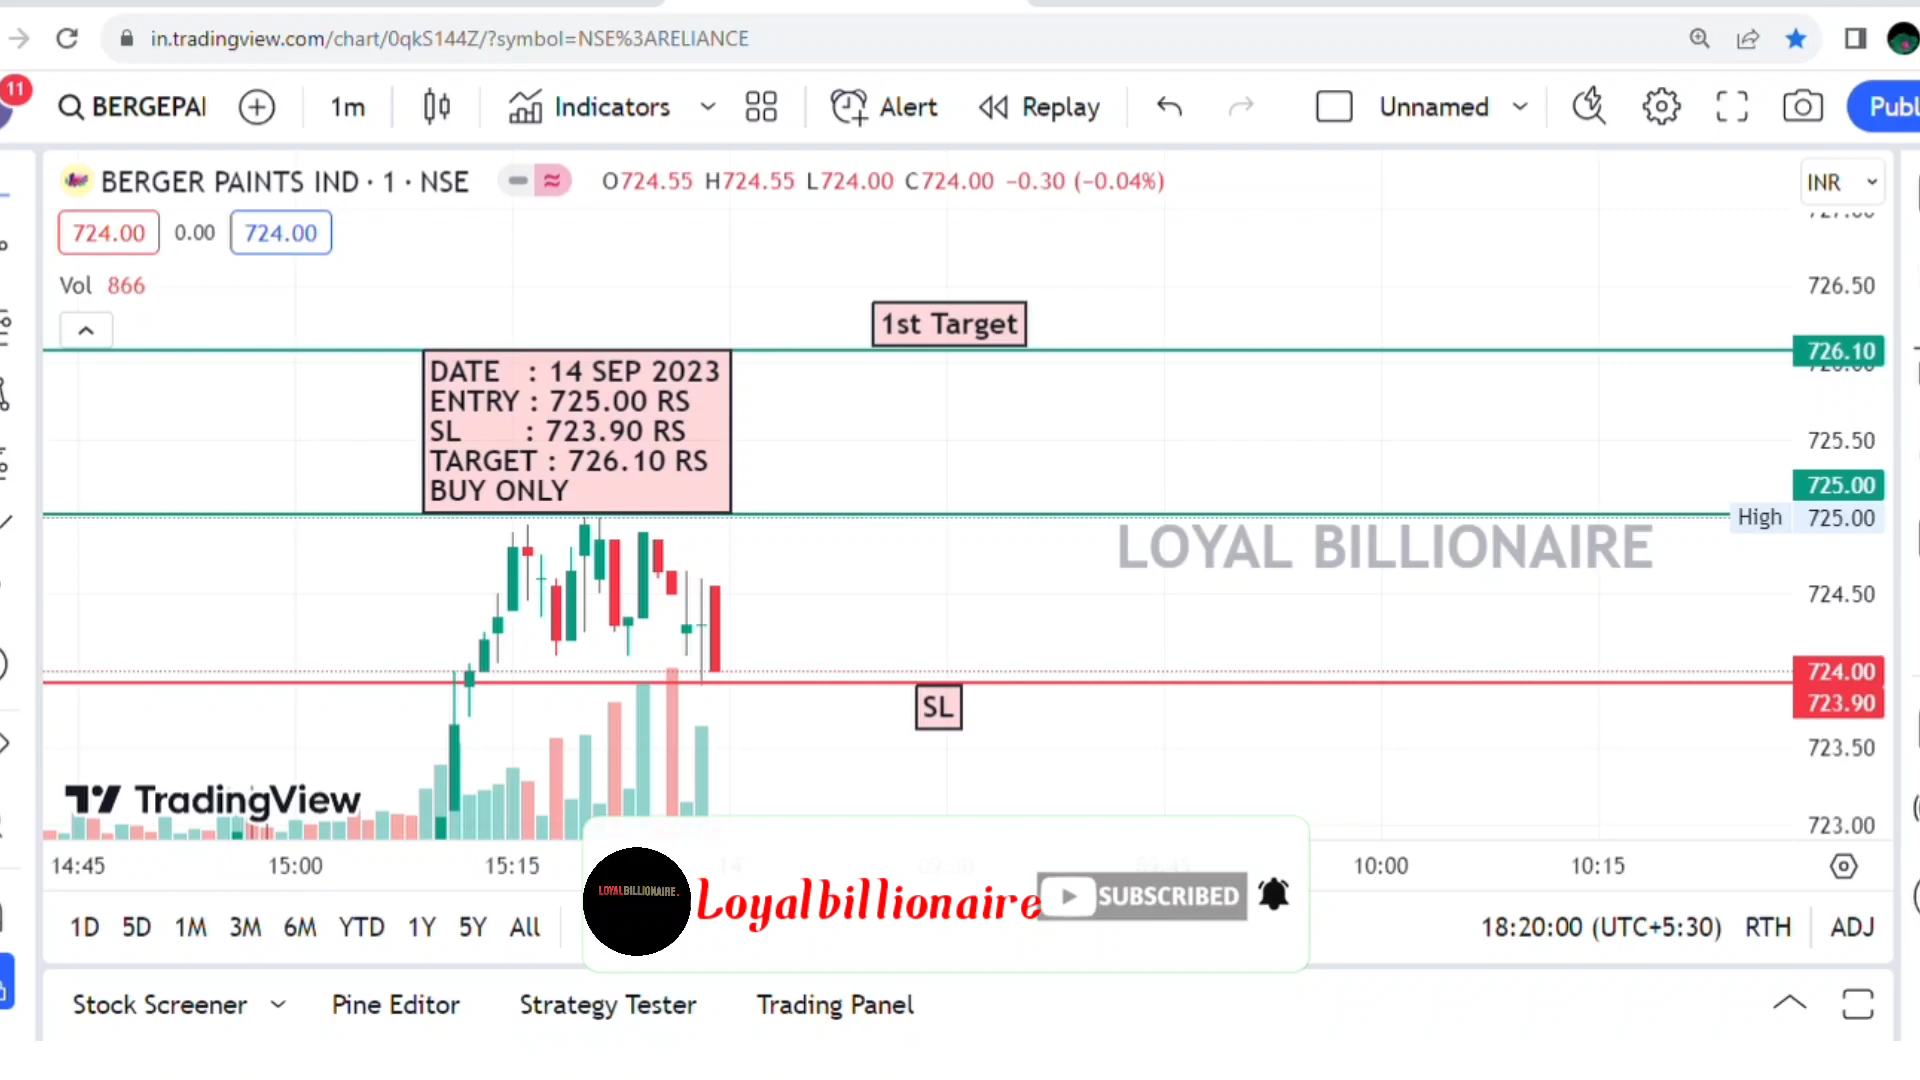 in.tradingview.com/chart/0qkS144Z/?symbol=NSE%3ARELIANCE
11
BERGEPAI
1m
Indicators
Alert
Replay
Unnamed
Publ
BERGER PAINTS IND · 1 · NSE
O724.55 H724.55 L724.00 C724.00 −0.30 (−0.04%)
INR
724.00
0.00
724.00
Vol 866
726.50
1st Target
726.10
DATE : 14 SEP 2023
ENTRY : 725.00 RS
SL : 723.90 RS
TARGET : 726.10 RS
BUY ONLY
725.50
725.00
High 725.00
LOYAL BILLIONAIRE
724.50
724.00
723.90
SL
723.50
TradingView
723.00
14:45
15:00
15:15
10:00
10:15
LOYALBILLIONAIRE.
Loyalbillionaire
SUBSCRIBED
1D
5D
1M
3M
6M
YTD
1Y
5Y
All
18:20:00 (UTC+5:30)
RTH
ADJ
Stock Screener
Pine Editor
Strategy Tester
Trading Panel